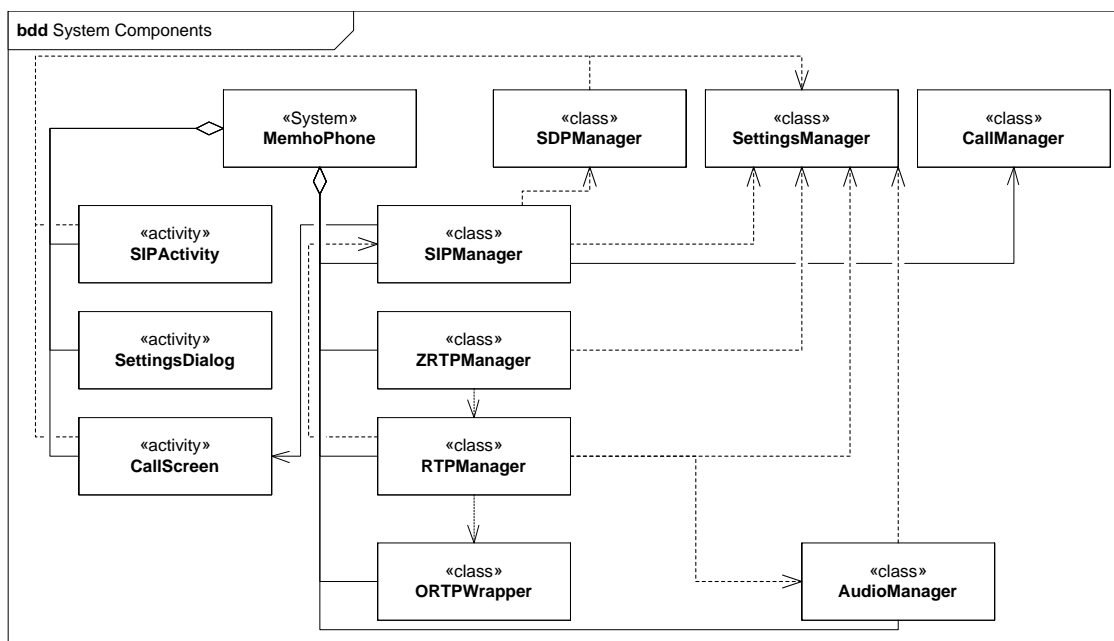 bdd System Components
«System»
MemhoPhone
«class»
SDPManager
«class»
SettingsManager
«class»
CallManager
«activity»
SIPActivity
«class»
SIPManager
«activity»
SettingsDialog
«class»
ZRTPManager
«activity»
CallScreen
«class»
RTPManager
«class»
ORTPWrapper
«class»
AudioManager